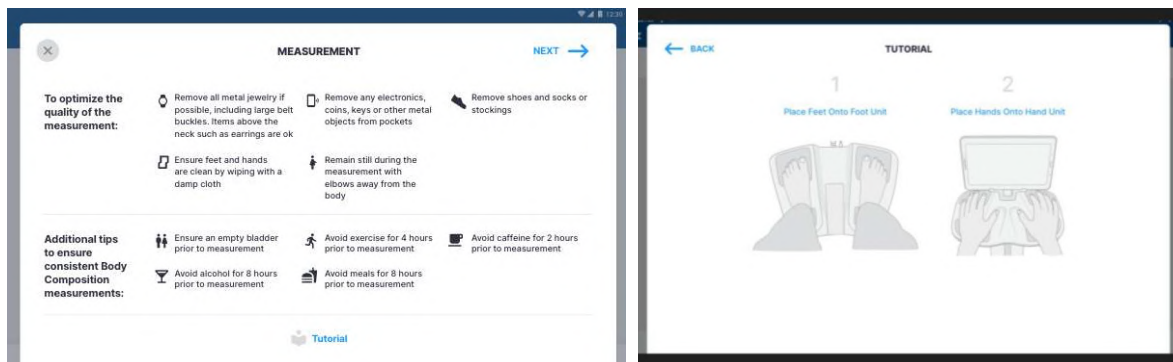 12:30
MEASUREMENT
NEXT
To optimize the
quality of the
measurement:
Remove all metal jewelry if
possible, including large belt
buckles. Items above the
neck such as earrings are ok
Remove any electronics,
coins, keys or other metal
objects from pockets
Remove shoes and socks or
stockings
Ensure feet and hands
are clean by wiping with a
damp cloth
Remain still during the
measurement with
elbows away from the
body
Additional tips
to ensure
consistent Body
Composition
measurements:
Ensure an empty bladder
prior to measurement
Avoid exercise for 4 hours
prior to measurement
Avoid caffeine for 2 hours
prior to measurement
Avoid alcohol for 8 hours
prior to measurement
Avoid meals for 8 hours
prior to measurement
Tutorial
BACK
TUTORIAL
1
Place Feet Onto Foot Unit
2
Place Hands Onto Hand Unit